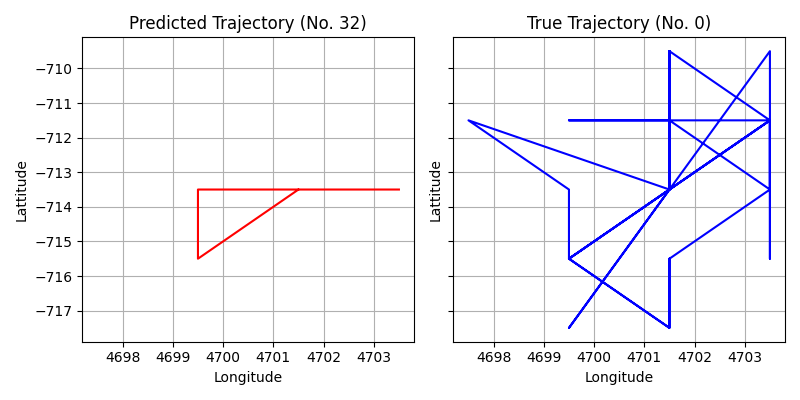 Predicted Trajectory (No. 32)
True Trajectory (No. 0)
−710
−711
−712
−713
−714
−715
−716
−717
Lattitude
Lattitude
4698 4699 4700 4701 4702 4703
4698 4699 4700 4701 4702 4703
Longitude
Longitude